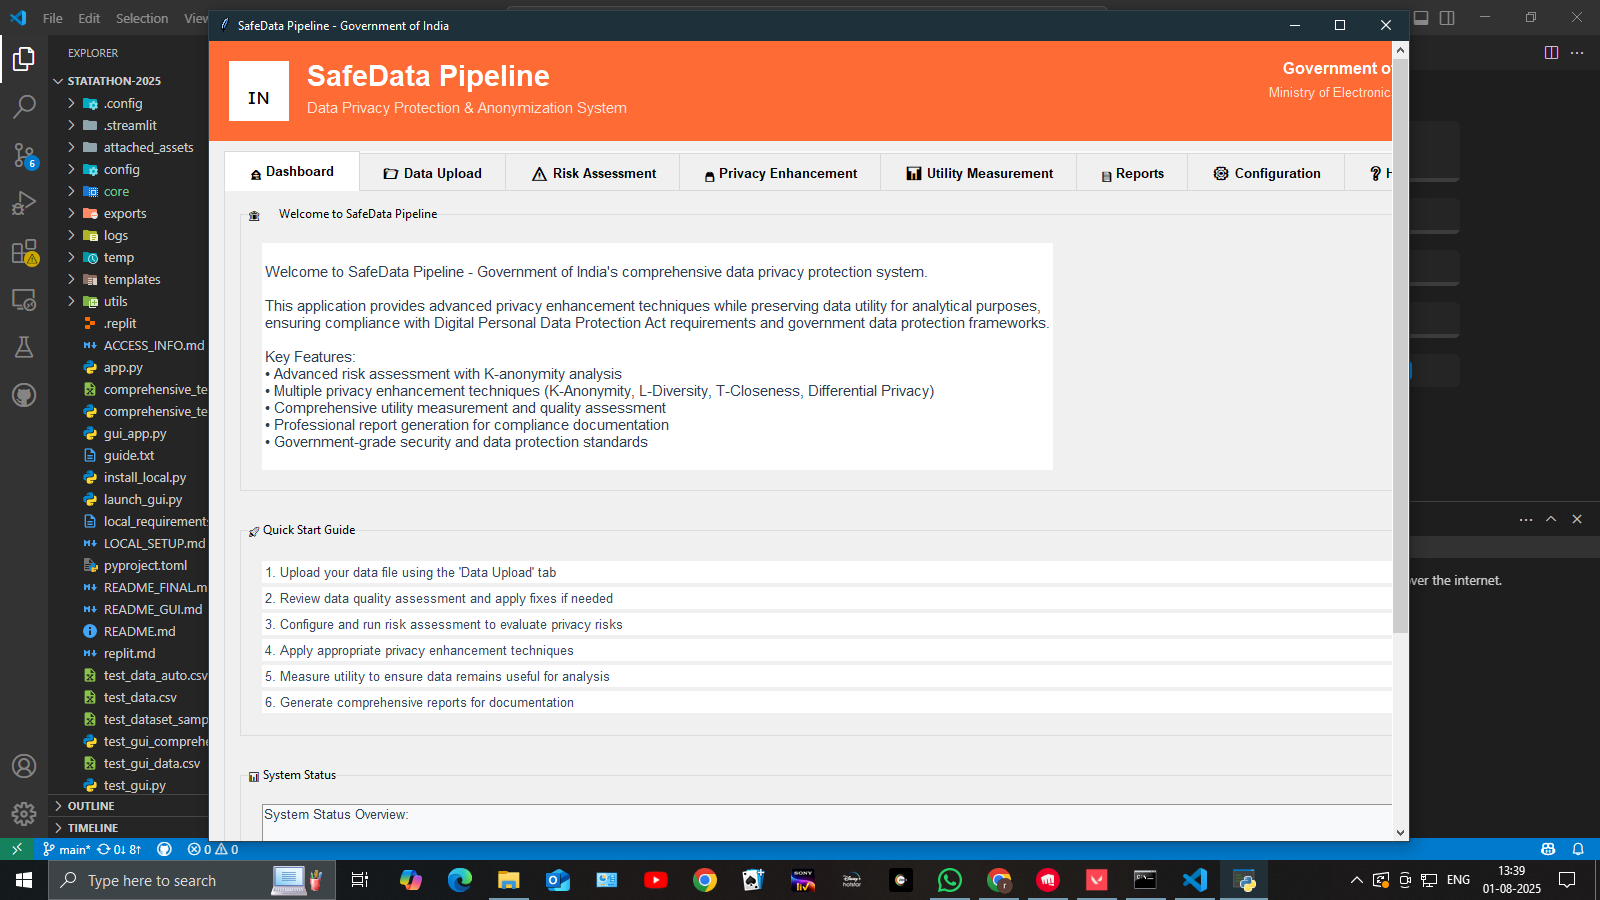 File Edit Selection View
SafeData Pipeline - Government of India
EXPLORER
STATATHON-2025
.config
.streamlit
attached_assets
config
core
exports
logs
temp
templates
utils
.replit
ACCESS_INFO.md
app.py
comprehensive_te
comprehensive_te
gui_app.py
guide.txt
install_local.py
launch_gui.py
local_requirement
LOCAL_SETUP.md
pyproject.toml
README_FINAL.m
README_GUI.md
README.md
replit.md
test_data_auto.csv
test_data.csv
test_dataset_samp
test_gui_comprehe
test_gui_data.csv
test_gui.py
OUTLINE
TIMELINE
6
IN
SafeData Pipeline
Data Privacy Protection & Anonymization System
Government of
Ministry of Electronic
Dashboard Data Upload Risk Assessment Privacy Enhancement Utility Measurement Reports Configuration ? H
Welcome to SafeData Pipeline
Welcome to SafeData Pipeline - Government of India's comprehensive data privacy protection system.
This application provides advanced privacy enhancement techniques while preserving data utility for analytical purposes,
ensuring compliance with Digital Personal Data Protection Act requirements and government data protection frameworks.
Key Features:
• Advanced risk assessment with K-anonymity analysis
• Multiple privacy enhancement techniques (K-Anonymity, L-Diversity, T-Closeness, Differential Privacy)
• Comprehensive utility measurement and quality assessment
• Professional report generation for compliance documentation
• Government-grade security and data protection standards
Quick Start Guide
1. Upload your data file using the 'Data Upload' tab
2. Review data quality assessment and apply fixes if needed
3. Configure and run risk assessment to evaluate privacy risks
4. Apply appropriate privacy enhancement techniques
5. Measure utility to ensure data remains useful for analysis
6. Generate comprehensive reports for documentation
System Status
System Status Overview:
ver the internet.
main* 0↓ 8↑ 0 0
Type here to search
SONY
liv
Disney+
hotstar
r
ENG
13:39
01-08-2025